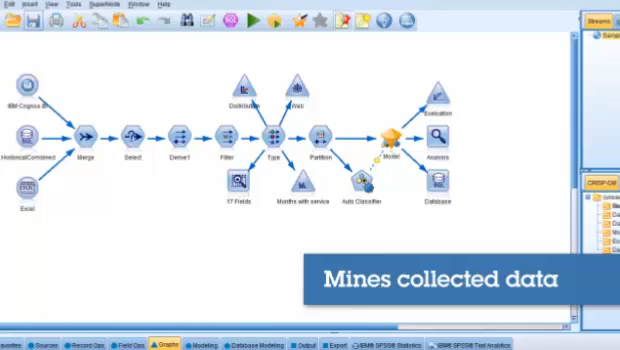 Edit Insert View Tools SuperNode Window Help
SQL
Streams
IBM Cognos BI
HistoricalCombined
Excel
Merge
Select
Derive1
Filter
Type
Partition
Model
Distribution
Web
Evaluation
Analysis
17 Fields
Months with service
Auto Classifier
Database
CRISP-DM
Mines collected data
Favorites Sources Record Ops Field Ops Graphs Modeling Database Modeling Output Export IBM® SPSS® Statistics IBM® SPSS® Text Analytics